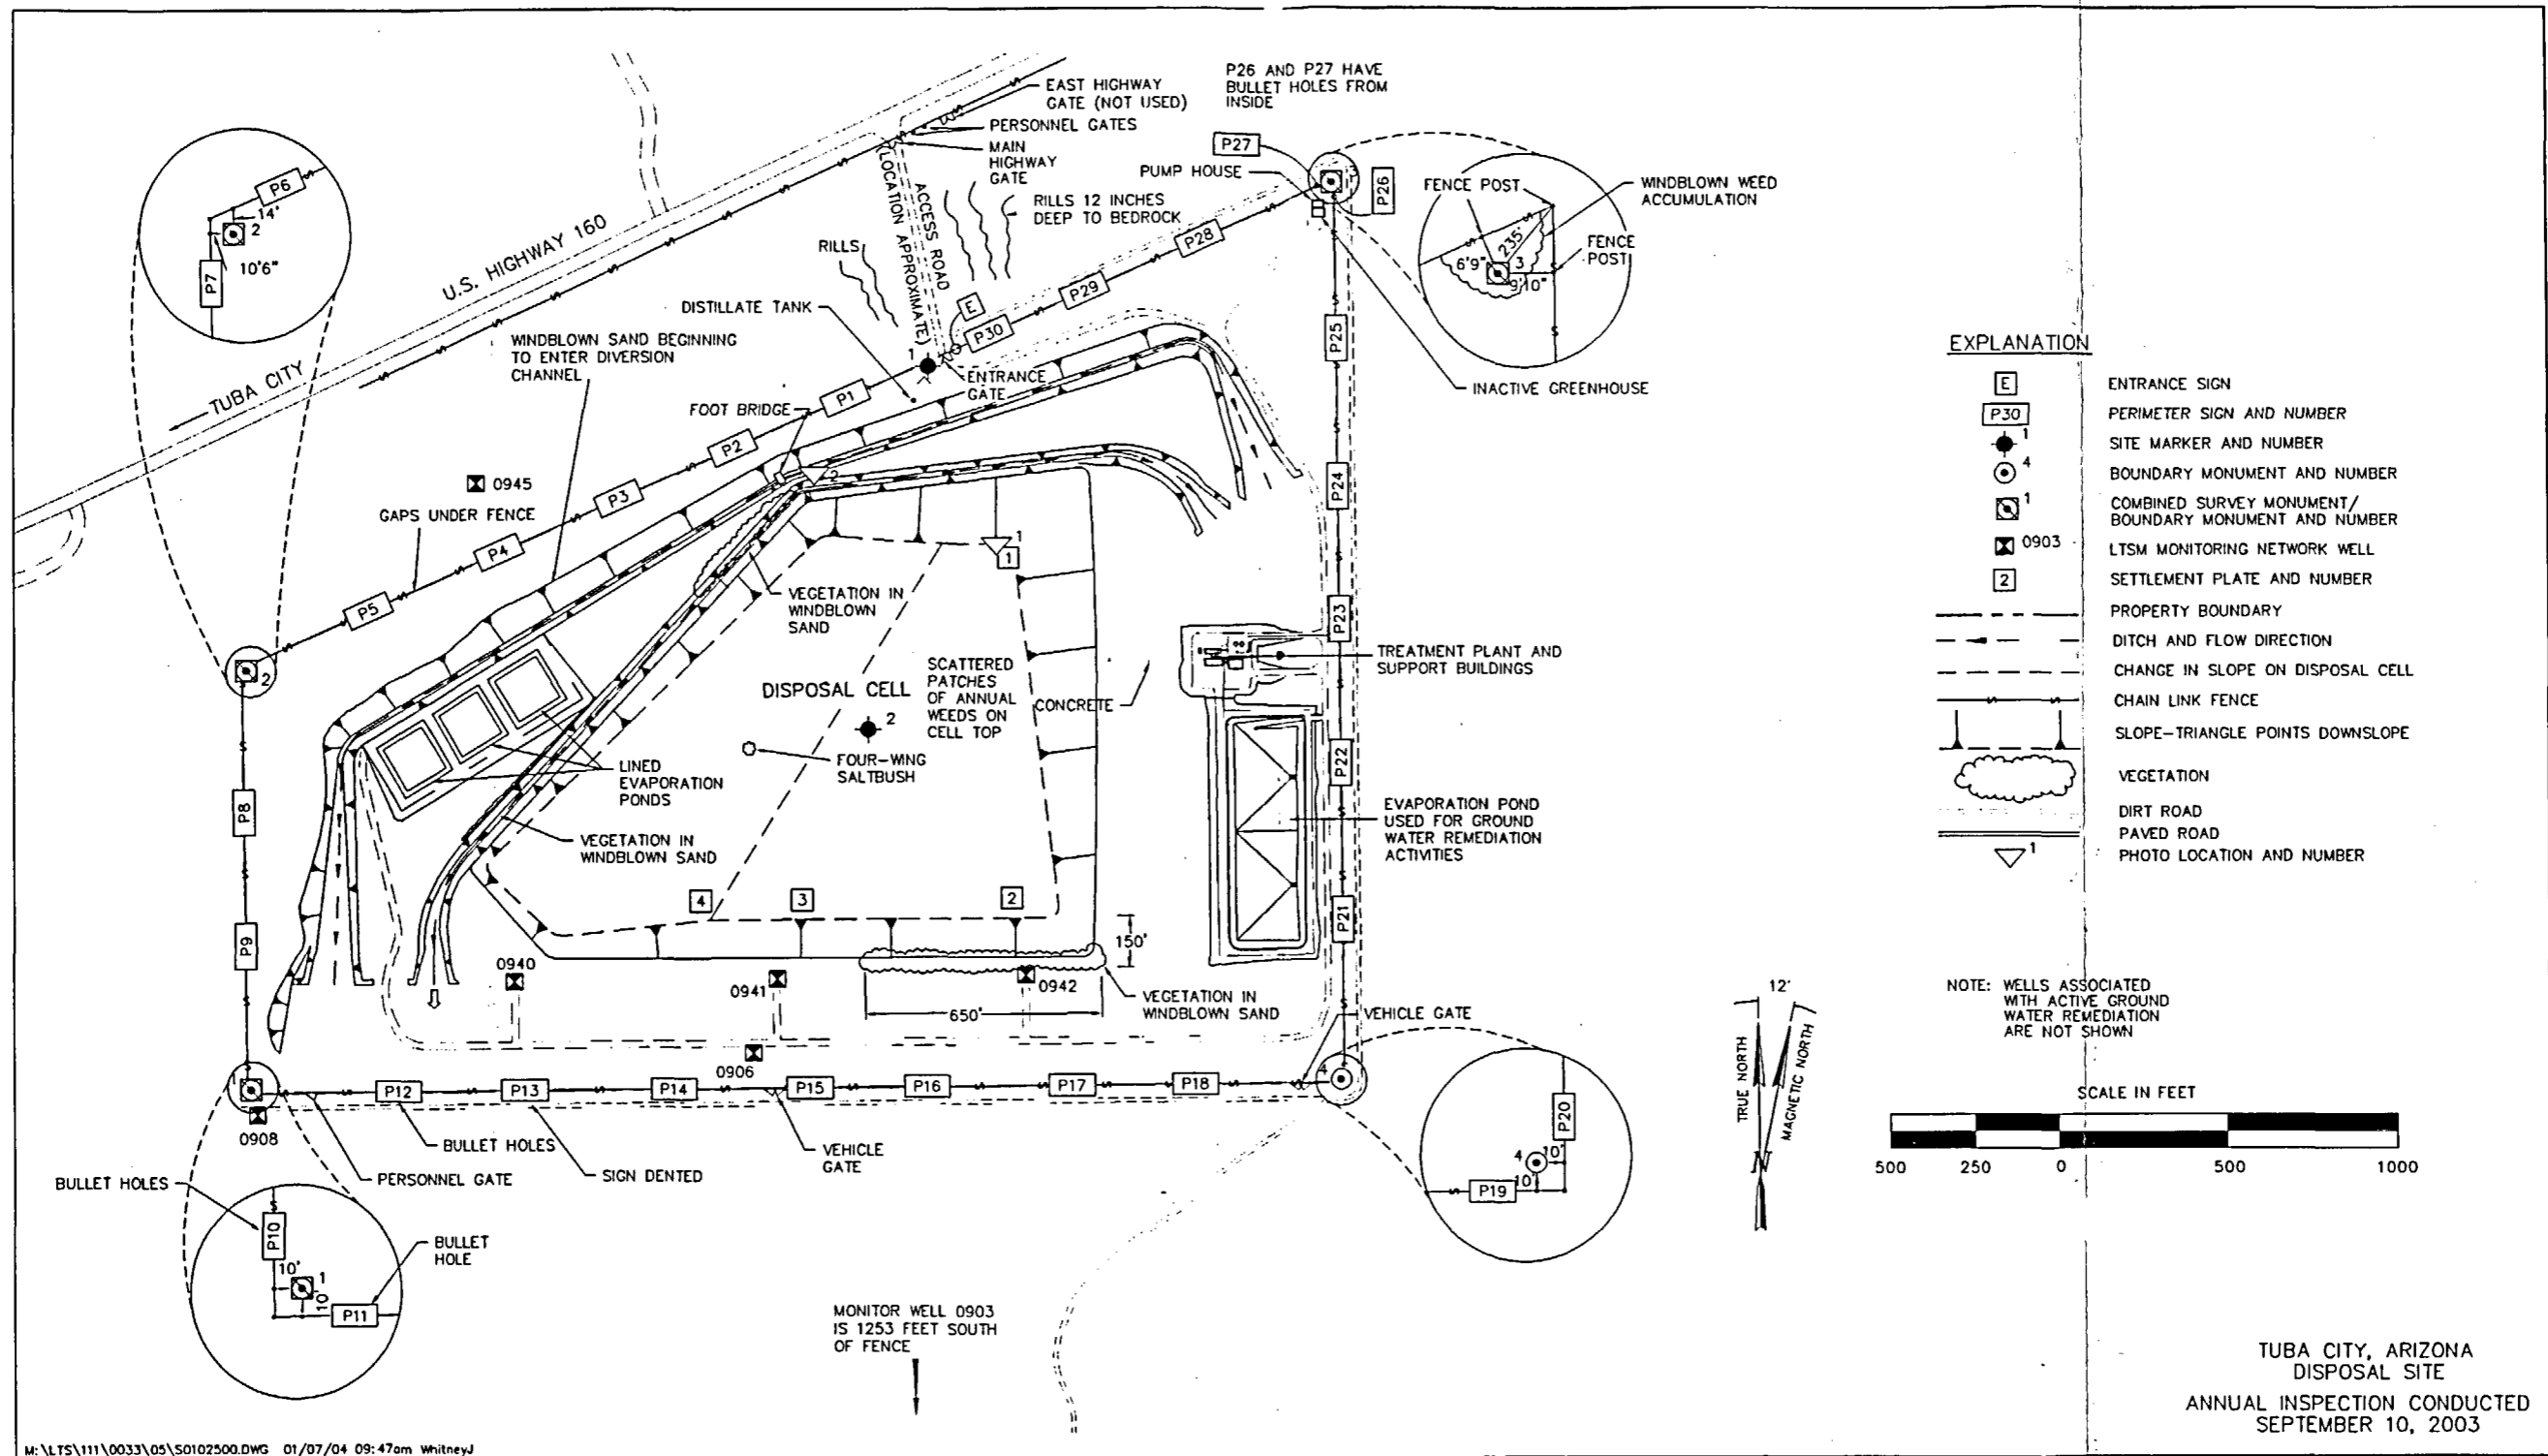 P26 AND P27 HAVE
BULLET HOLES FROM
INSIDE
EAST HIGHWAY
GATE (NOT USED)
PERSONNEL GATES
MAIN
HIGHWAY
GATE
P27
PUMP HOUSE
P26
3
FENCE POST
WINDBLOWN WEED
ACCUMULATION
235'
FENCE
POST
6'9"
3
9'10"
P6
14'
2
10'6"
P7
U.S. HIGHWAY 160
TUBA CITY
ACCESS ROAD
(LOCATION APPROXIMATE)
RILLS 12 INCHES
DEEP TO BEDROCK
RILLS
P28
P29
E
P30
DISTILLATE TANK
1
ENTRANCE
GATE
P25
INACTIVE GREENHOUSE
WINDBLOWN SAND BEGINNING
TO ENTER DIVERSION
CHANNEL
FOOT BRIDGE
P1
P2
2
P3
0945
GAPS UNDER FENCE
P4
P5
P24
1
1
VEGETATION IN
WINDBLOWN
SAND
P23
2
TREATMENT PLANT AND
SUPPORT BUILDINGS
SCATTERED
PATCHES
OF ANNUAL
WEEDS ON
CELL TOP
DISPOSAL CELL
2
CONCRETE
FOUR-WING
SALTBUSH
LINED
EVAPORATION
PONDS
P22
P8
EVAPORATION POND
USED FOR GROUND
WATER REMEDIATION
ACTIVITIES
VEGETATION IN
WINDBLOWN SAND
4
3
2
P21
P9
150'
0940
0941
0942
650'
VEGETATION IN
WINDBLOWN SAND
VEHICLE GATE
0906
1
P12
P13
P14
P15
P16
P17
P18
4
0908
BULLET HOLES
VEHICLE
GATE
SIGN DENTED
PERSONNEL GATE
BULLET HOLES
P10
10'
1
10'
P11
BULLET
HOLE
P20
4
10'
10'
P19
MONITOR WELL 0903
IS 1253 FEET SOUTH
OF FENCE
EXPLANATION
E ENTRANCE SIGN
P30 PERIMETER SIGN AND NUMBER
1 SITE MARKER AND NUMBER
4 BOUNDARY MONUMENT AND NUMBER
1 COMBINED SURVEY MONUMENT/
BOUNDARY MONUMENT AND NUMBER
0903 LTSM MONITORING NETWORK WELL
2 SETTLEMENT PLATE AND NUMBER
PROPERTY BOUNDARY
DITCH AND FLOW DIRECTION
CHANGE IN SLOPE ON DISPOSAL CELL
CHAIN LINK FENCE
SLOPE-TRIANGLE POINTS DOWNSLOPE
VEGETATION
DIRT ROAD
PAVED ROAD
1 PHOTO LOCATION AND NUMBER
NOTE: WELLS ASSOCIATED
WITH ACTIVE GROUND
WATER REMEDIATION
ARE NOT SHOWN
12'
TRUE NORTH
MAGNETIC NORTH
N
SCALE IN FEET
500 250 0 500 1000
TUBA CITY, ARIZONA
DISPOSAL SITE
ANNUAL INSPECTION CONDUCTED
SEPTEMBER 10, 2003
M:\LTS\111\0033\05\S0102500.DWG 01/07/04 09:47am WhitneyJ